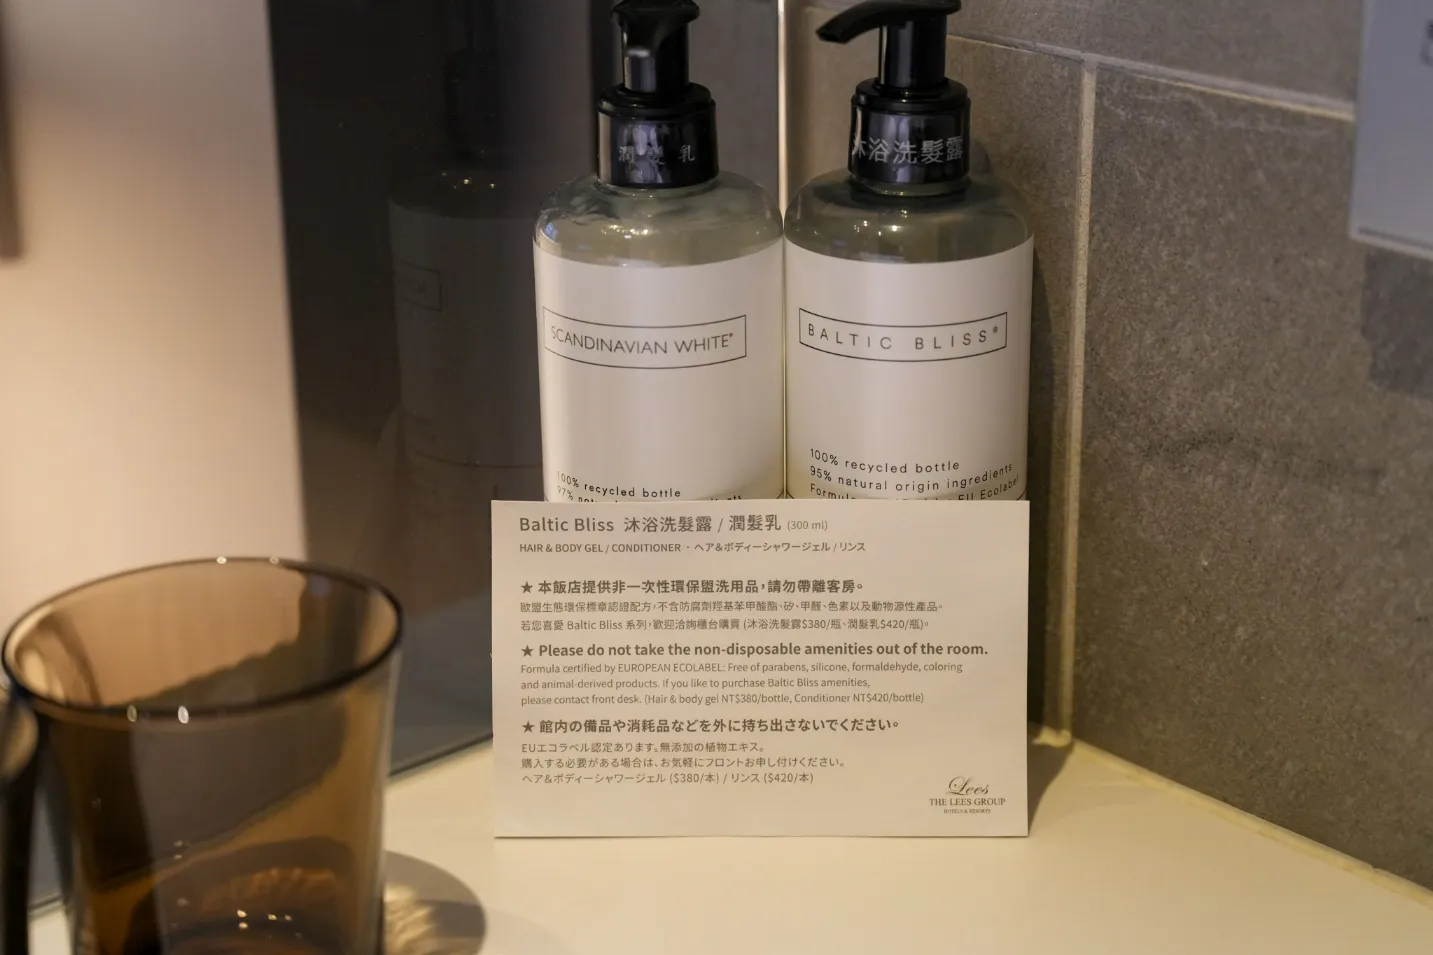 潤髮乳
沐浴洗髮露
SCANDINAVIAN WHITE®
BALTIC BLISS®
100% recycled bottle
97%
100% recycled bottle
95% natural origin ingredients
EU Ecolabel
Baltic Bliss 沐浴洗髮露 / 潤髮乳 (300 ml)
HAIR & BODY GEL / CONDITIONER ・ ヘア&ボディーシャワージェル / リンス
★ 本飯店提供非一次性環保盥洗用品,請勿帶離客房。
歐盟生態環保標章認證配方,不含防腐劑羥基苯甲酸酯、矽、甲醛、色素以及動物源性產品。
若您喜愛 Baltic Bliss 系列,歡迎洽詢櫃台購買 (沐浴洗髮露$380/瓶、潤髮乳$420/瓶)。
★ Please do not take the non-disposable amenities out of the room.
Formula certified by EUROPEAN ECOLABEL: Free of parabens, silicone, formaldehyde, coloring
and animal-derived products. If you like to purchase Baltic Bliss amenities,
please contact front desk. (Hair & body gel NT$380/bottle, Conditioner NT$420/bottle)
★ 館内の備品や消耗品などを外に持ち出さないでください。
EUエコラベル認定あります。無添加の植物エキス。
購入する必要がある場合は、お気軽にフロントお申し付けください。
ヘア&ボディーシャワージェル ($380/本) / リンス ($420/本)
Lees
THE LEES GROUP
HOTELS & RESORTS